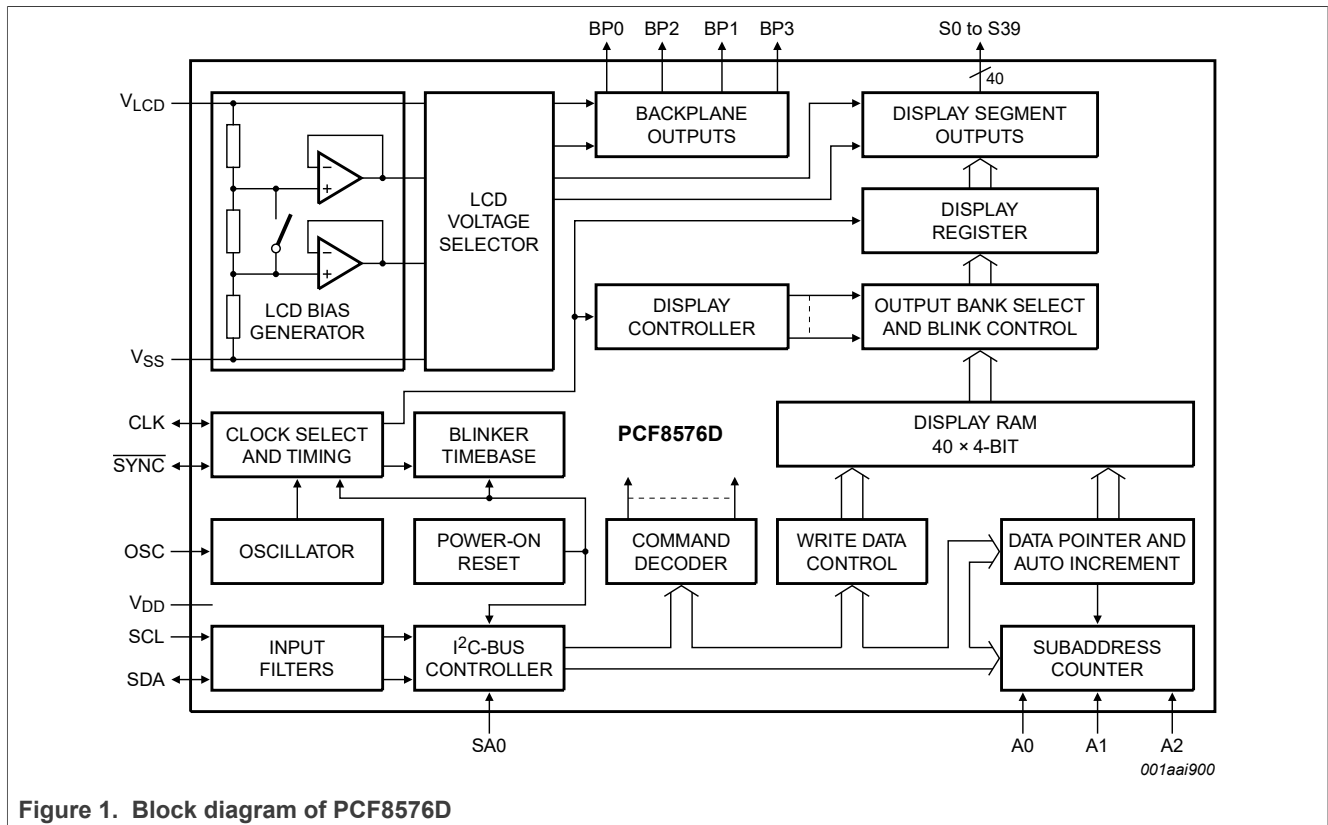 BP0 BP2 BP1 BP3 S0 to S39
40
VLCD
BACKPLANE
OUTPUTS
DISPLAY SEGMENT
OUTPUTS
−
+
LCD
VOLTAGE
SELECTOR
DISPLAY
REGISTER
−
+
LCD BIAS
GENERATOR
DISPLAY
CONTROLLER
OUTPUT BANK SELECT
AND BLINK CONTROL
VSS
CLK
SYNC
CLOCK SELECT
AND TIMING
BLINKER
TIMEBASE
PCF8576D
DISPLAY RAM
40 × 4-BIT
OSC
OSCILLATOR
POWER-ON
RESET
COMMAND
DECODER
WRITE DATA
CONTROL
DATA POINTER AND
AUTO INCREMENT
VDD
SCL
SDA
INPUT
FILTERS
I2C-BUS
CONTROLLER
SUBADDRESS
COUNTER
SA0 A0 A1 A2
001aai900
Figure 1. Block diagram of PCF8576D